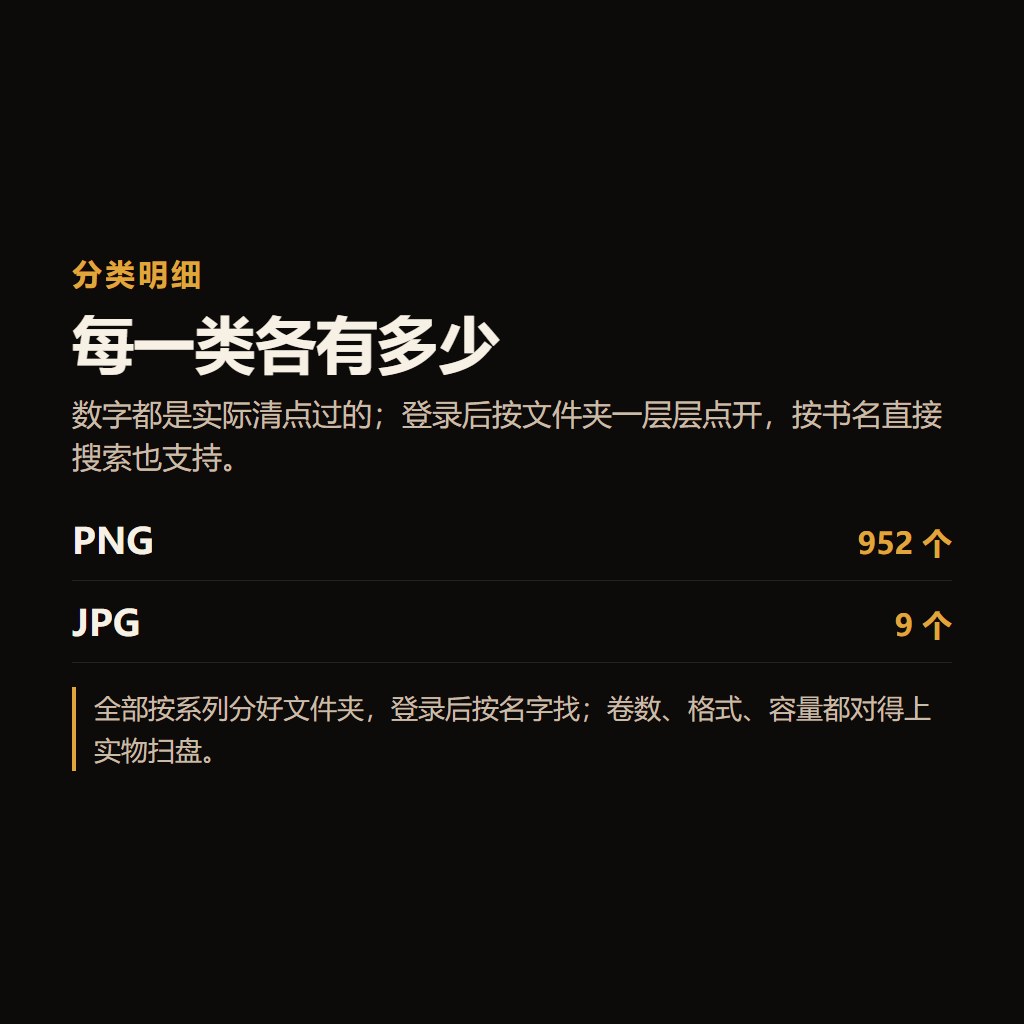 分类明细
每一类各有多少
数字都是实际清点过的；登录后按文件夹一层层点开，按书名直接
搜索也支持。
PNG 952 个
JPG 9 个
全部按系列分好文件夹，登录后按名字找；卷数、格式、容量都对得上
实物扫盘。